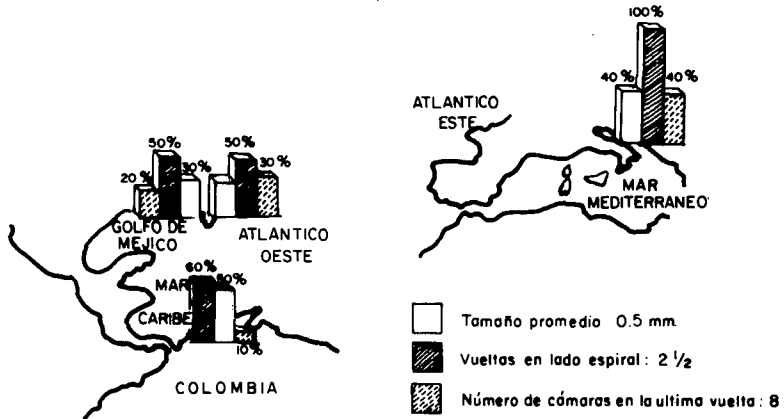 100%
40%
40%
ATLANTICO
ESTE
MAR
MEDITERRANEO
50%
50%
20%
30%
30%
GOLFO DE
MEJICO
ATLANTICO
OESTE
60%
MAR
CARIBE
10%
COLOMBIA
Tamaño promedio 0.5 mm.
Vueltas en lado espiral: 2 ½
Número de cámaras en la ultima vuelta: 8